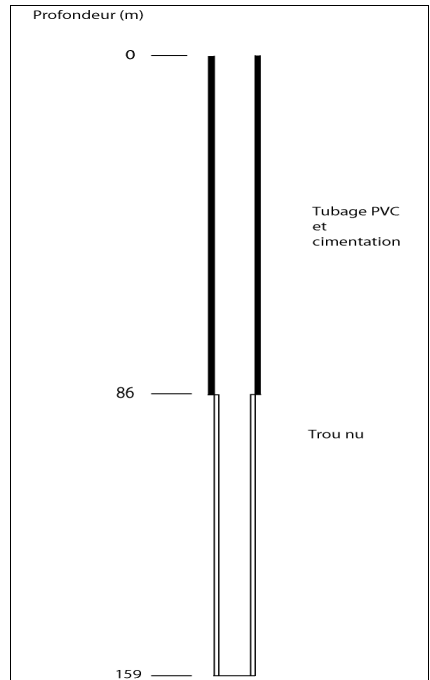 Profondeur (m)
0
Tubage PVC
et
cimentation
86
Trou nu
159